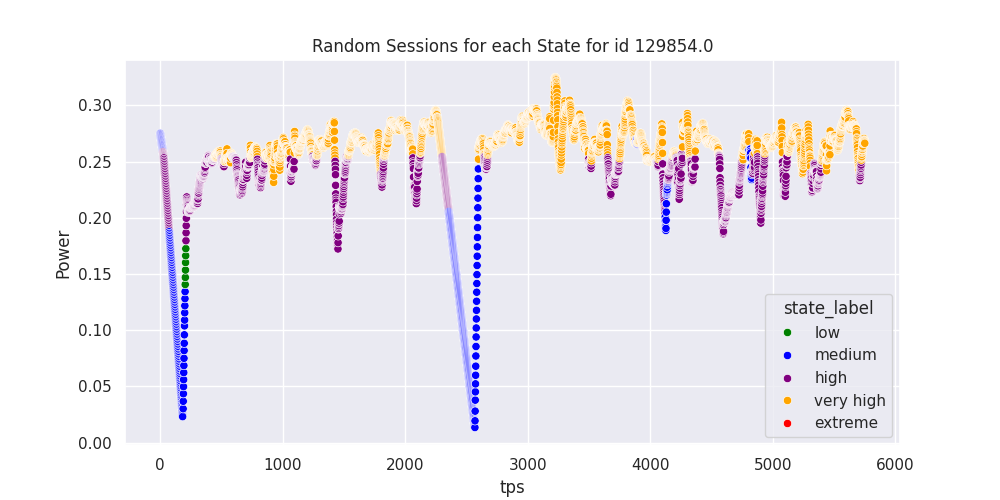 Random Sessions for each State for id 129854.0
Power
0.30
0.25
0.20
0.15
0.10
0.05
0.00
0
1000
2000
3000
4000
5000
6000
tps
state_label
low
medium
high
very high
extreme